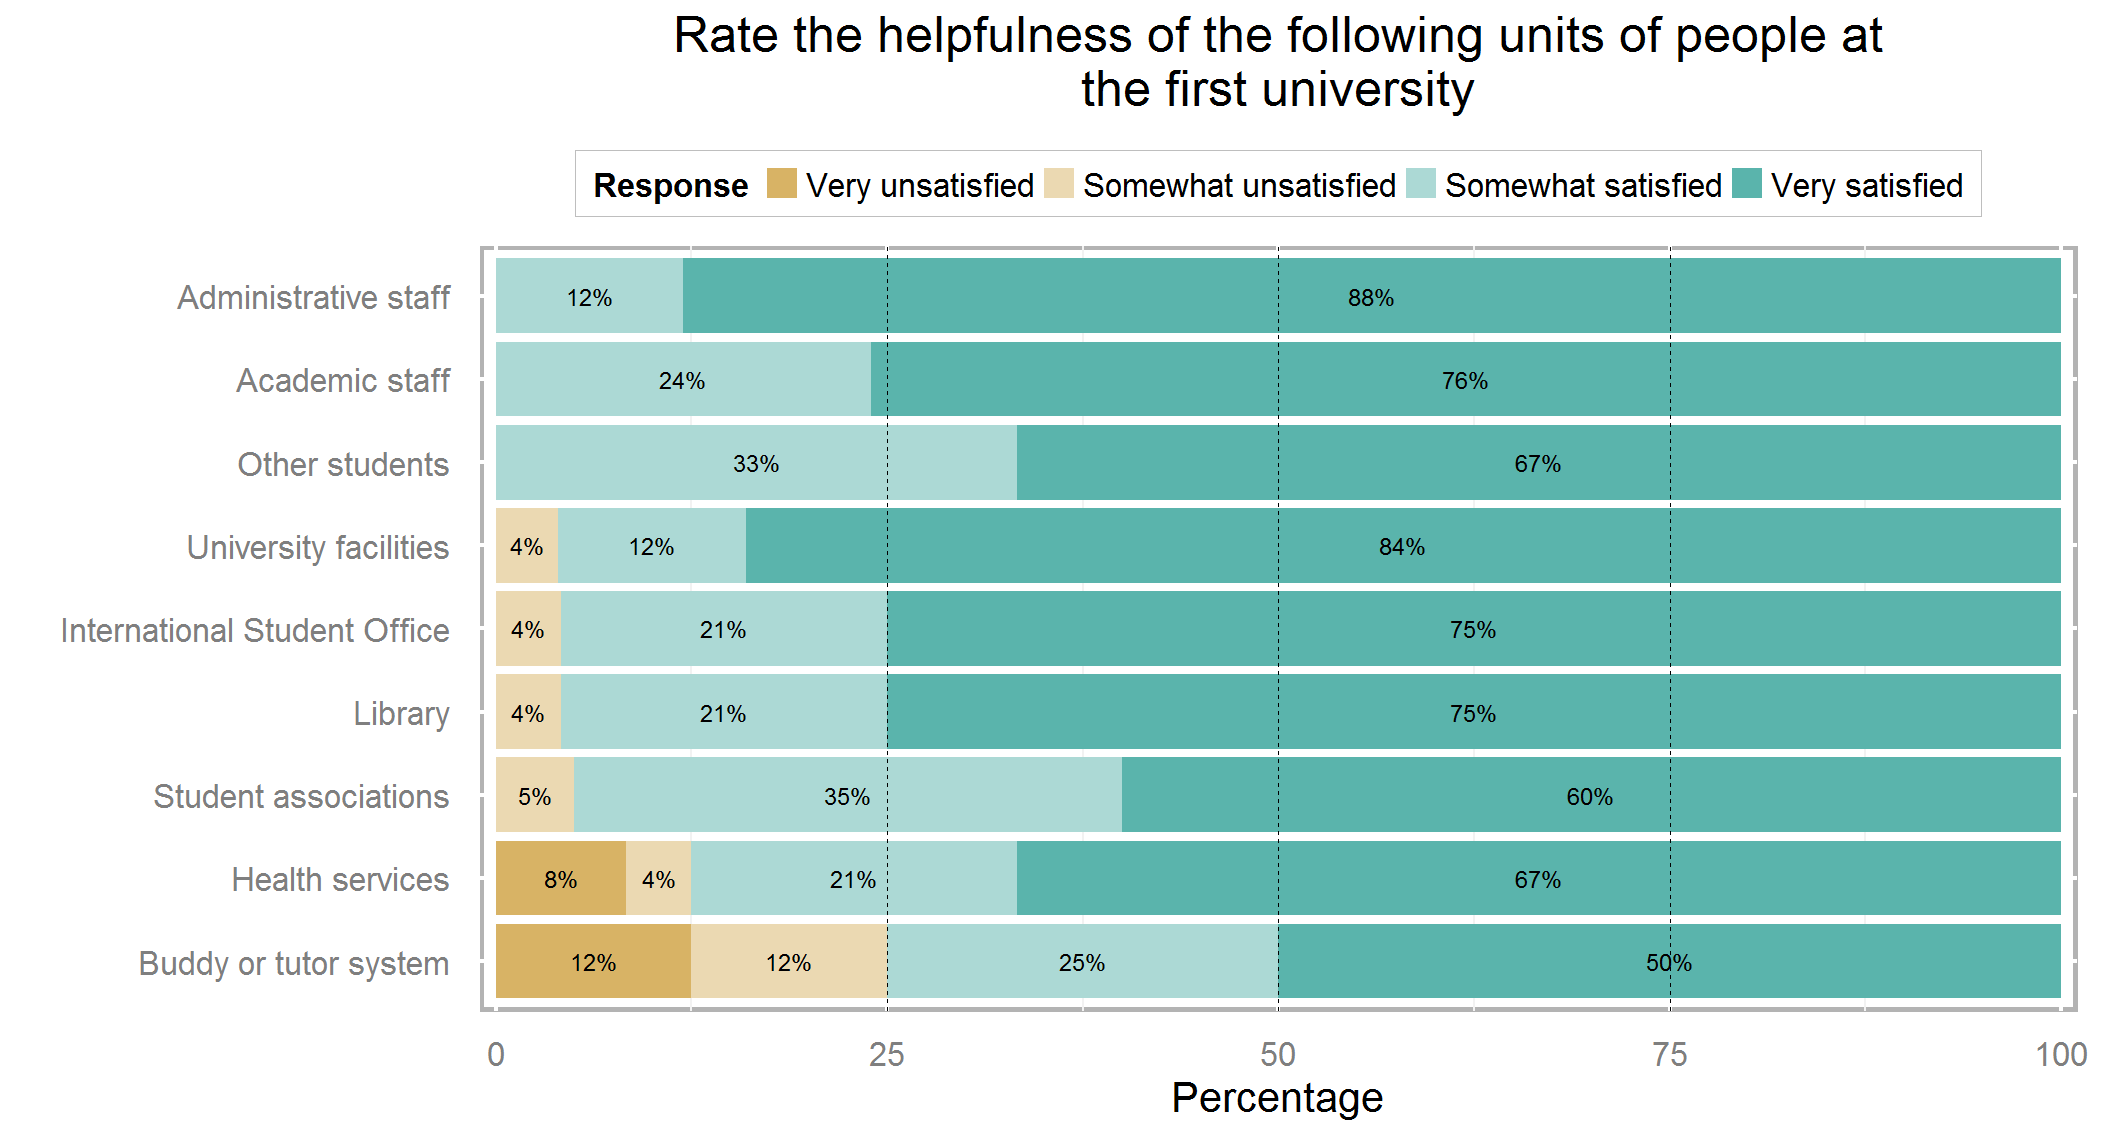 Rate the helpfulness of the following units of people at
the first university
Response Very unsatisfied Somewhat unsatisfied Somewhat satisfied Very satisfied
Administrative staff 12% 88%
Academic staff 24% 76%
Other students 33% 67%
University facilities 4% 12% 84%
International Student Office 4% 21% 75%
Library 4% 21% 75%
Student associations 5% 35% 60%
Health services 8% 4% 21% 67%
Buddy or tutor system 12% 12% 25% 50%
0 25 50 75 100
Percentage